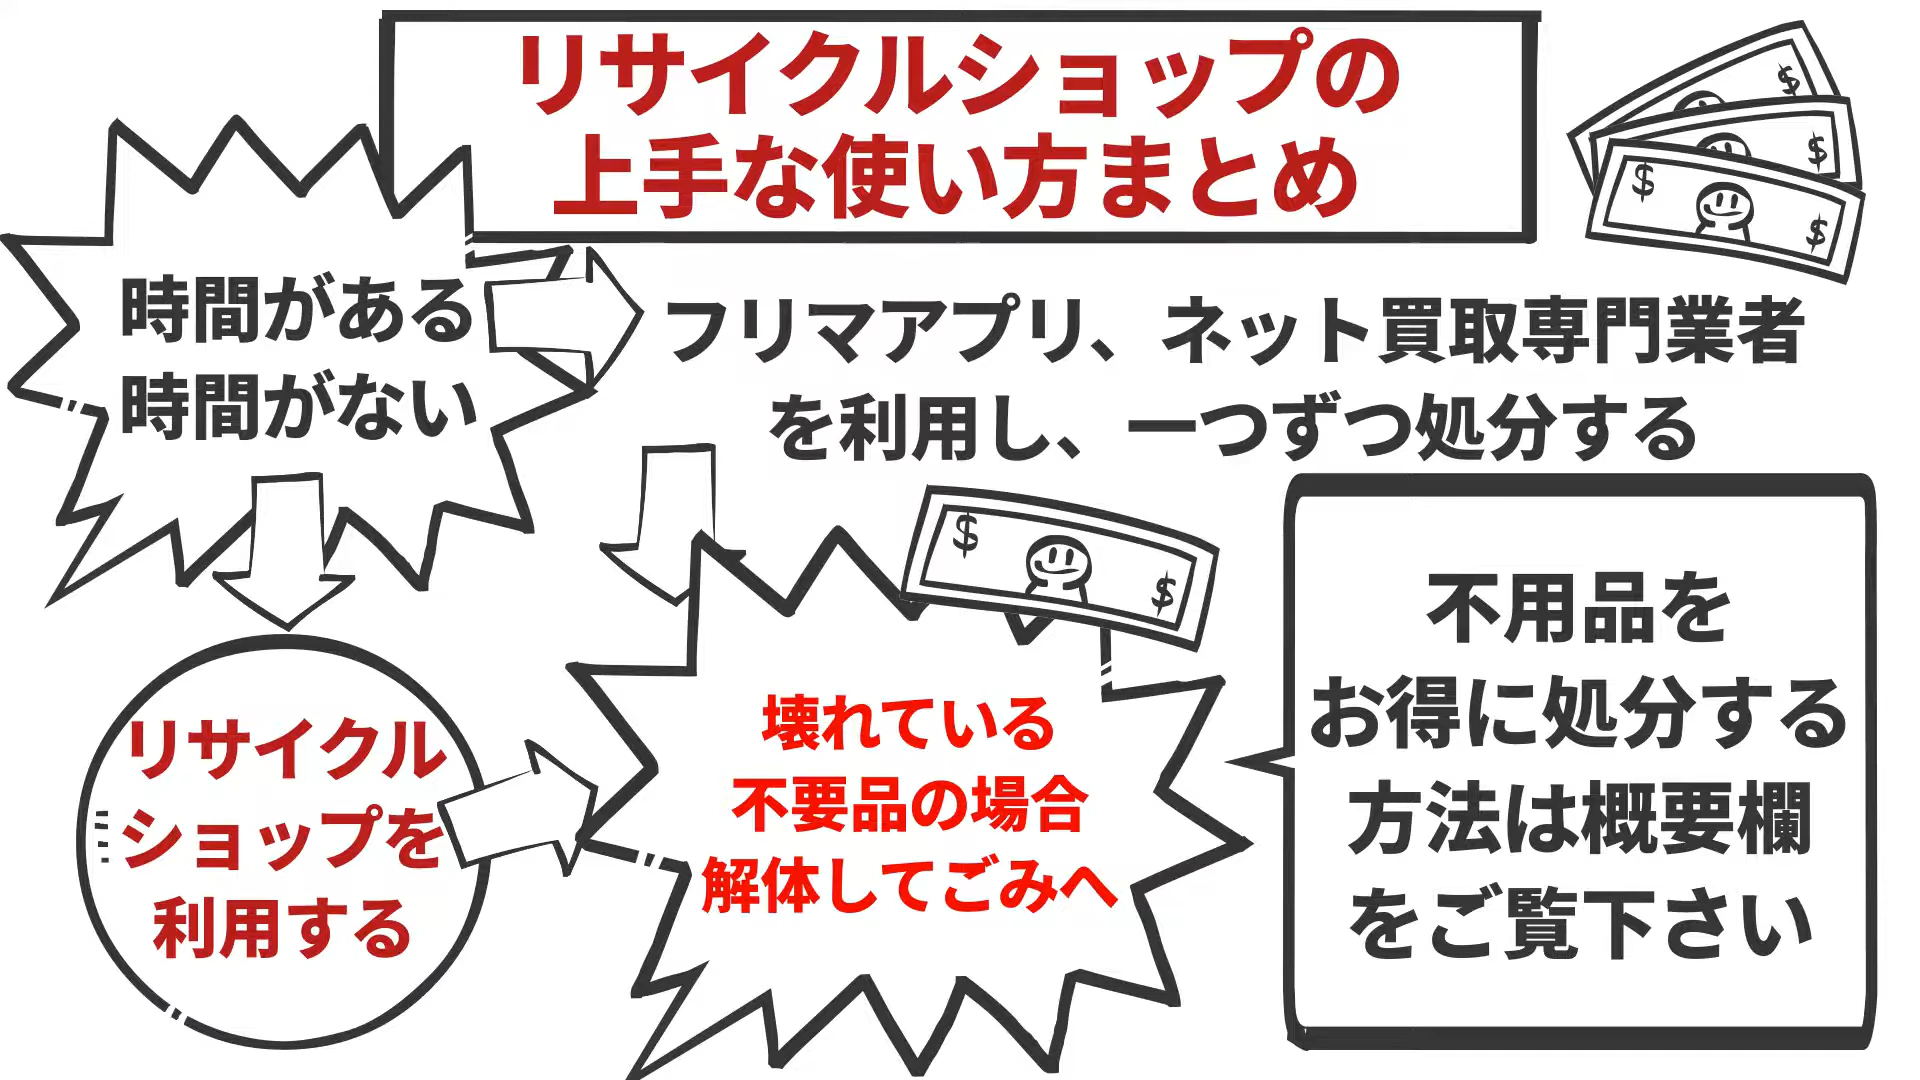 リサイクルショップの
上手な使い方まとめ
時間がある
時間がない
フリマアプリ、ネット買取専門業者
を利用し、一つずつ処分する
リサイクル
ショップを
利用する
壊れている
不要品の場合
解体してごみへ
不用品を
お得に処分する
方法は概要欄
をご覧下さい
$
$
$
$
$
$